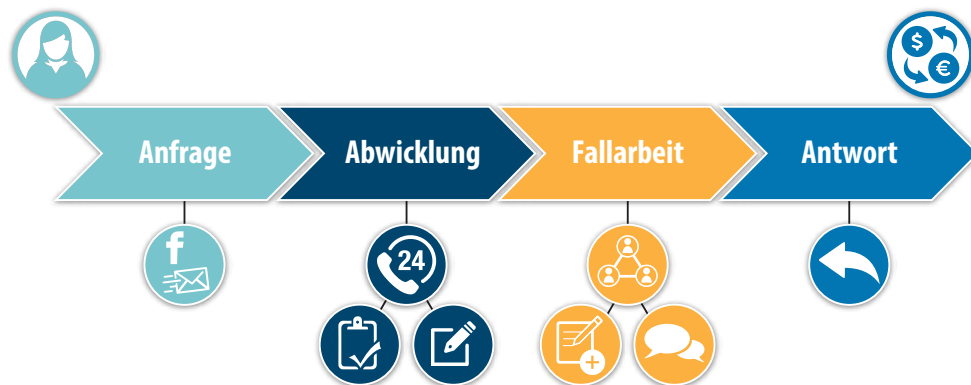 $
€
Anfrage
Abwicklung
Fallarbeit
Antwort
f
24